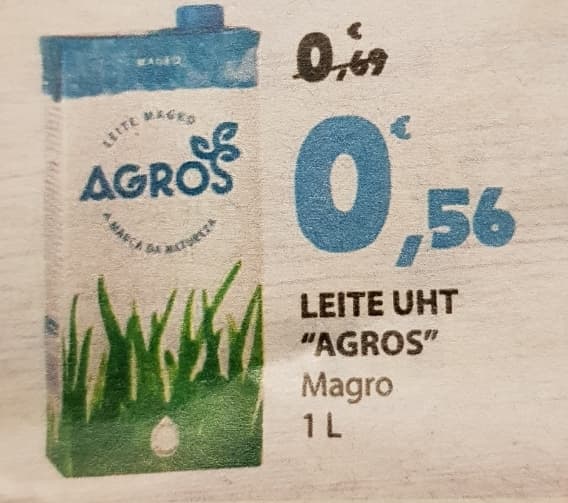 MAGRO
LEITE MAGRO
AGROS
A MARCA DA NATUREZA
0,69 €
0,56 €
LEITE UHT
"AGROS"
Magro
1 L